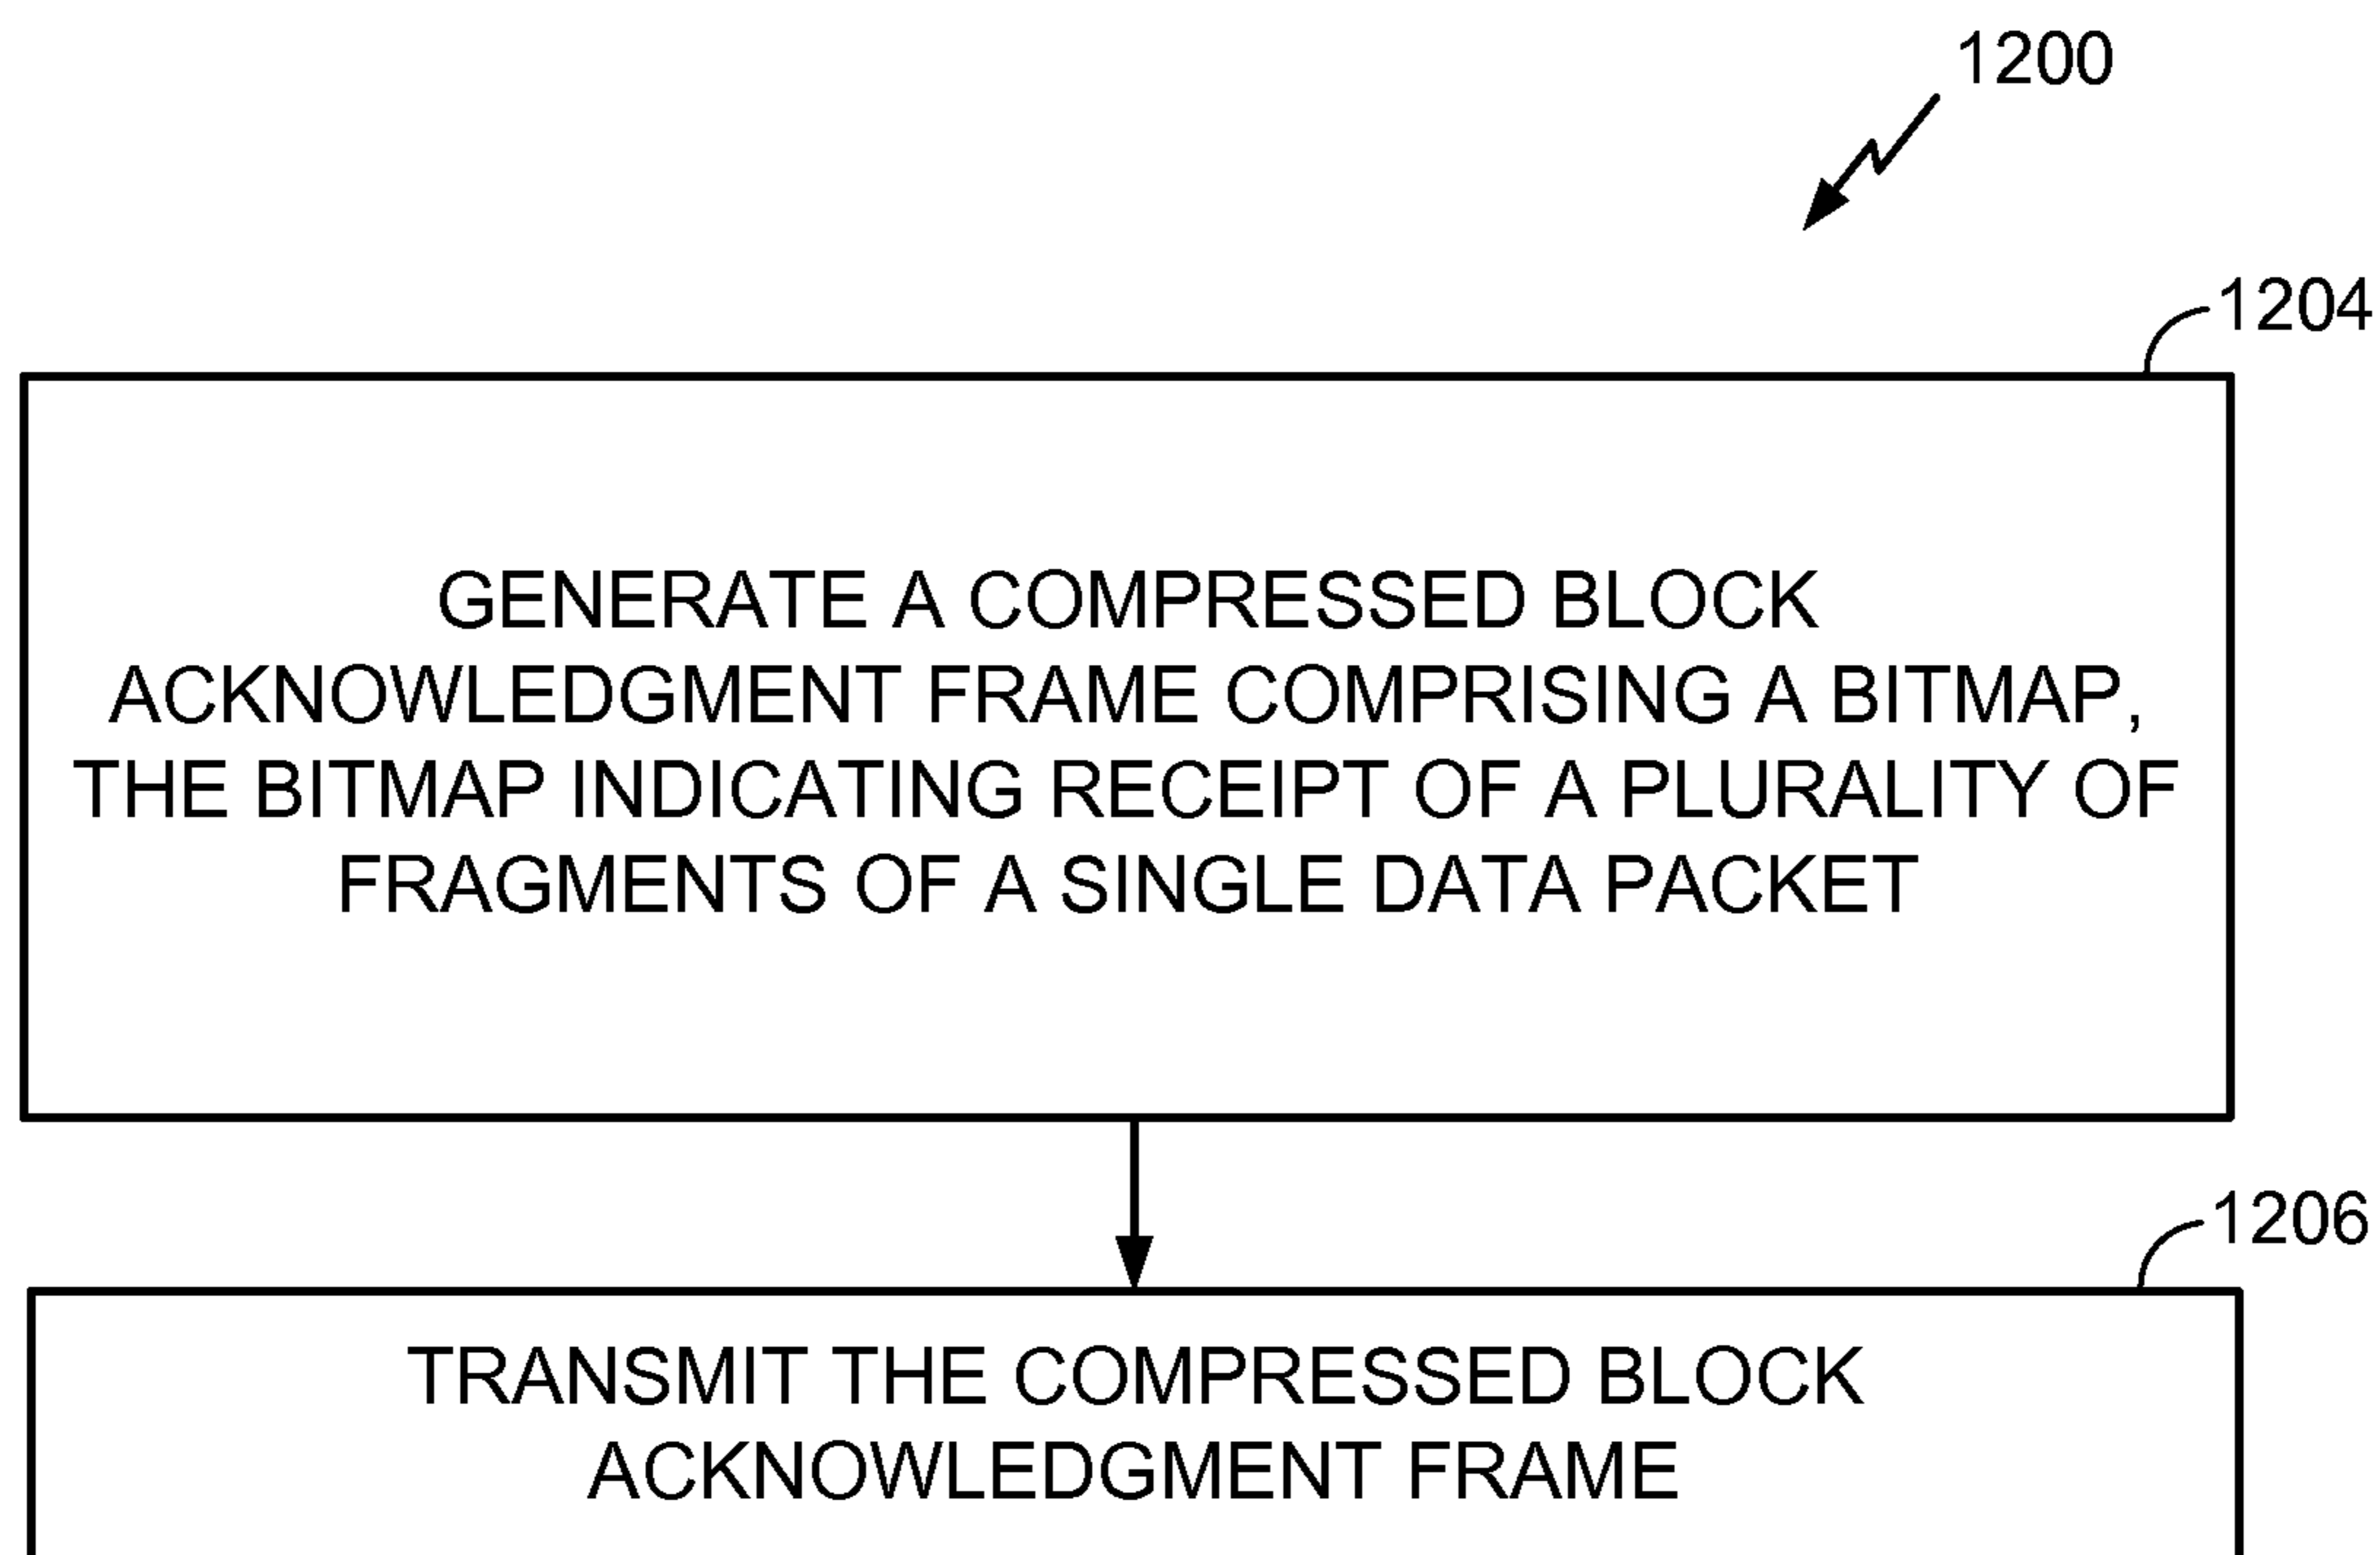 1200
1204
GENERATE A COMPRESSED BLOCK
ACKNOWLEDGMENT FRAME COMPRISING A BITMAP,
THE BITMAP INDICATING RECEIPT OF A PLURALITY OF
FRAGMENTS OF A SINGLE DATA PACKET
1206
TRANSMIT THE COMPRESSED BLOCK
ACKNOWLEDGMENT FRAME